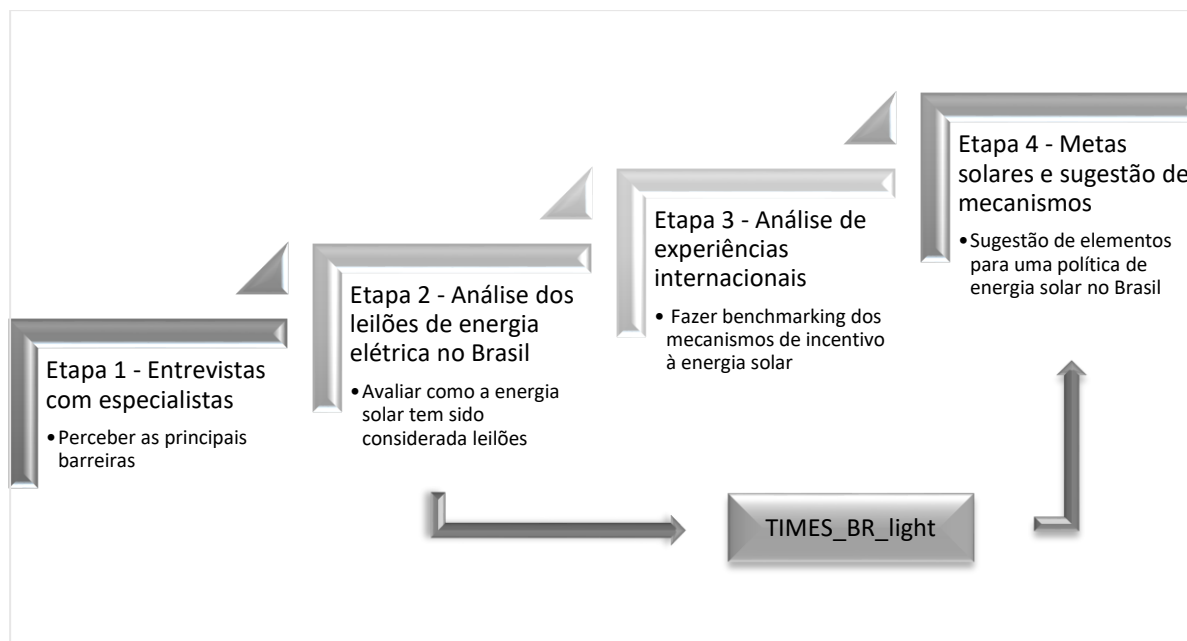 Etapa 1 - Entrevistas
com especialistas
•Perceber as principais
barreiras
Etapa 2 - Análise dos
leilões de energia
elétrica no Brasil
•Avaliar como a energia
solar tem sido
considerada leilões
Etapa 3 - Análise de
experiências
internacionais
• Fazer benchmarking dos
mecanismos de incentivo
à energia solar
Etapa 4 - Metas
solares e sugestão de
mecanismos
•Sugestão de elementos
para uma política de
energia solar no Brasil
TIMES_BR_light